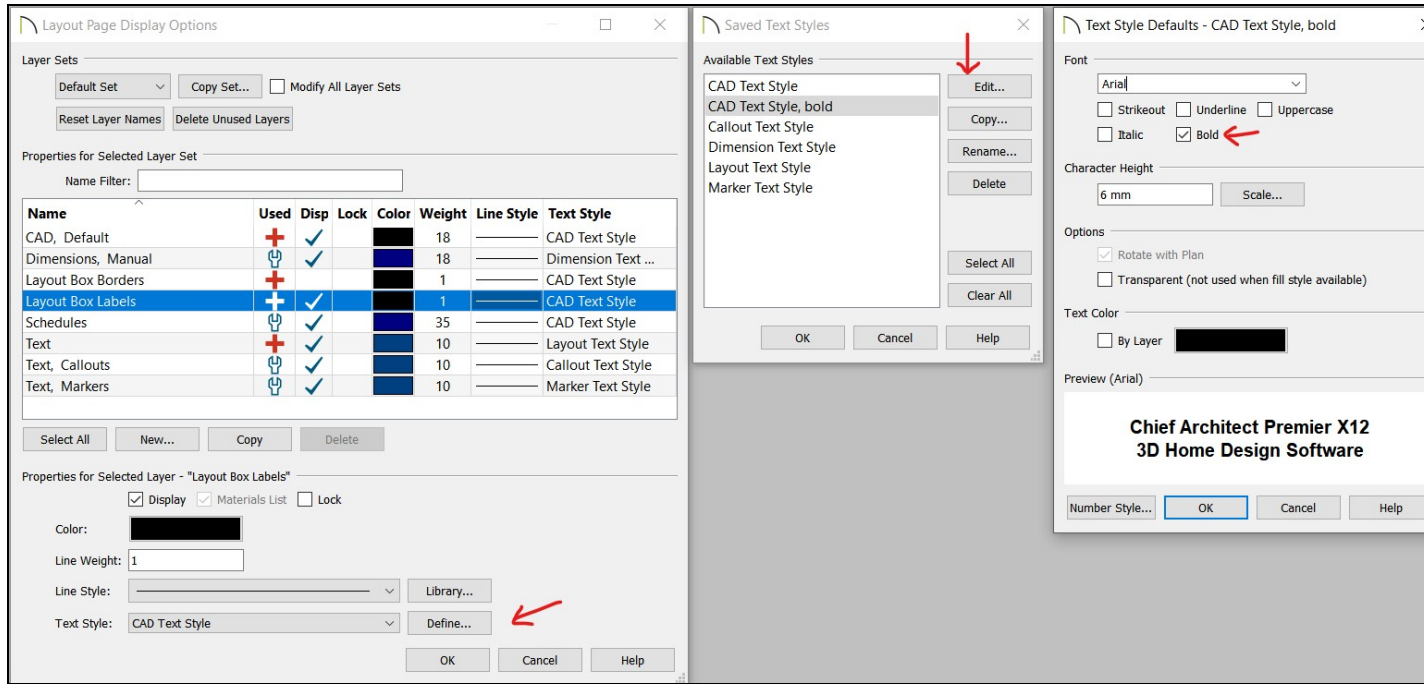 Layout Page Display Options
Layer Sets
Default Set Copy Set... Modify All Layer Sets
Reset Layer Names Delete Unused Layers
Properties for Selected Layer Set
Name Filter:
Name Used Disp Lock Color Weight Line Style Text Style
CAD, Default 18 CAD Text Style
Dimensions, Manual 18 Dimension Text ...
Layout Box Borders 1 CAD Text Style
Layout Box Labels 1 CAD Text Style
Schedules 35 CAD Text Style
Text 10 Layout Text Style
Text, Callouts 10 Callout Text Style
Text, Markers 10 Marker Text Style
Select All New... Copy Delete
Properties for Selected Layer - "Layout Box Labels"
Display Materials List Lock
Color:
Line Weight: 1
Line Style: Library...
Text Style: CAD Text Style Define...
OK Cancel Help
Saved Text Styles
Available Text Styles
CAD Text Style
CAD Text Style, bold
Callout Text Style
Dimension Text Style
Layout Text Style
Marker Text Style
Edit...
Copy...
Rename...
Delete
Select All
Clear All
OK Cancel Help
Text Style Defaults - CAD Text Style, bold
Font
Arial
Strikeout Underline Uppercase
Italic Bold
Character Height
6 mm Scale...
Options
Rotate with Plan
Transparent (not used when fill style available)
Text Color
By Layer
Preview (Arial)
Chief Architect Premier X12
3D Home Design Software
Number Style... OK Cancel Help